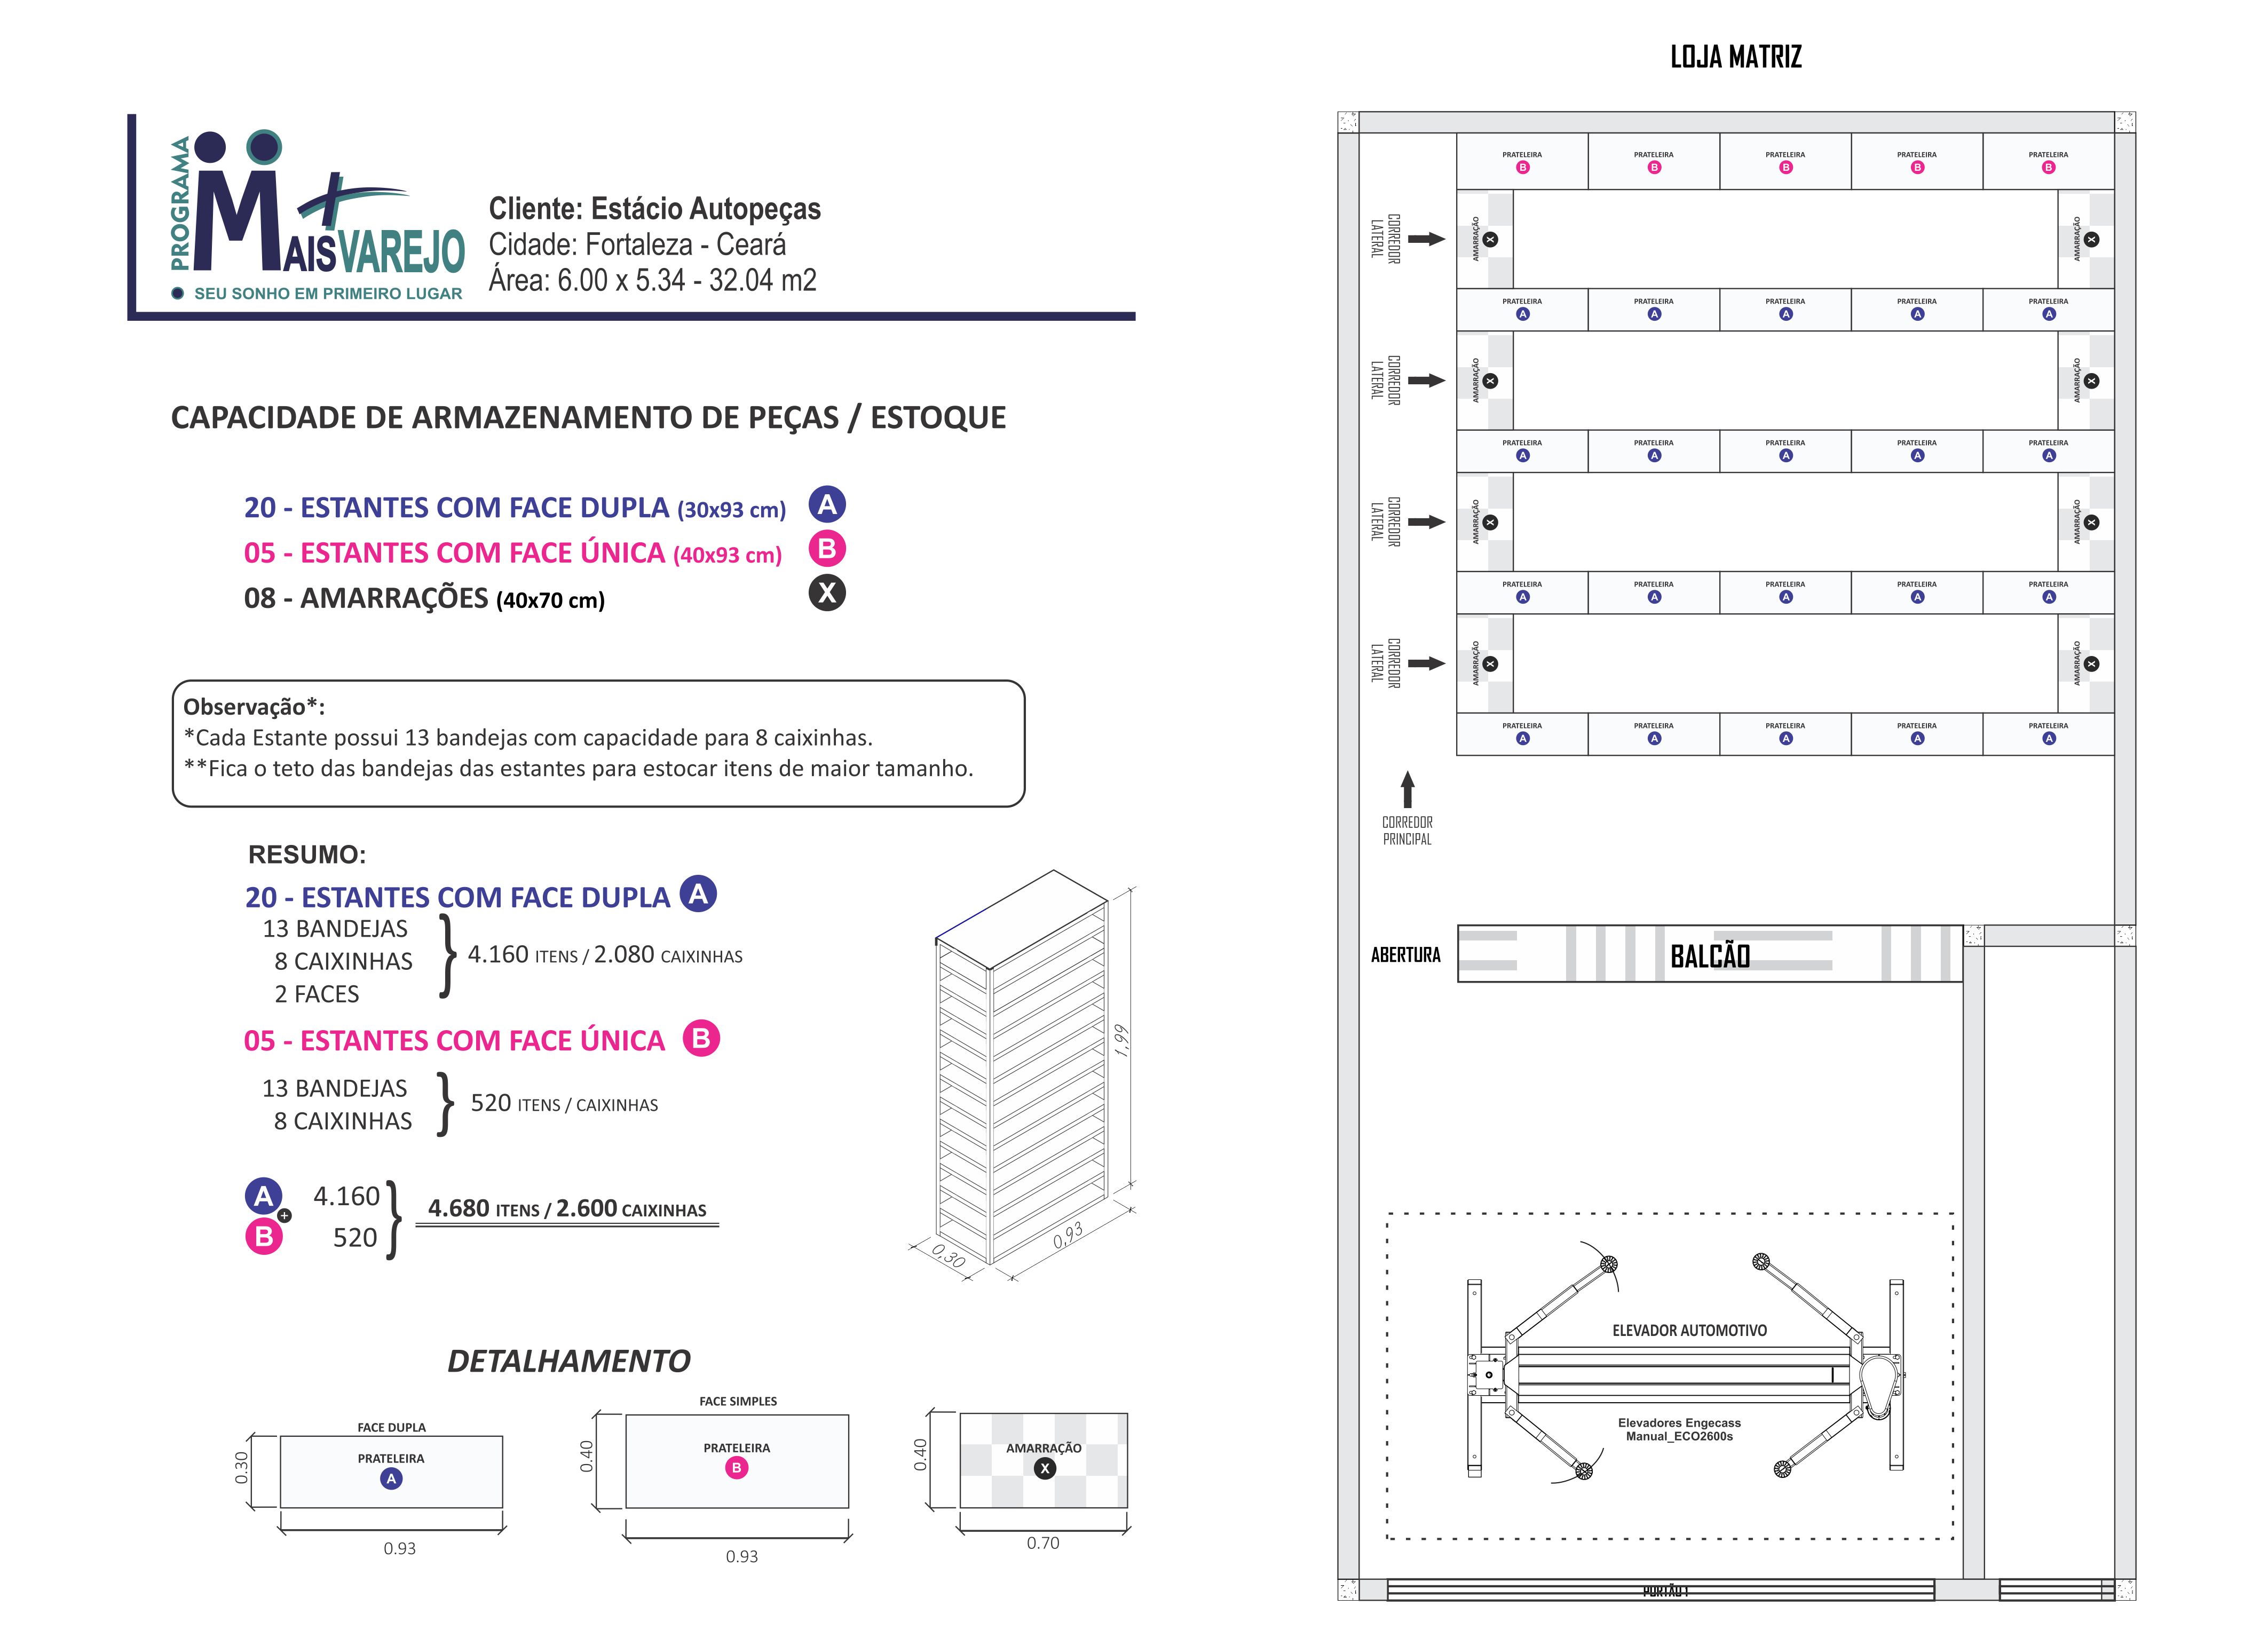 PROGRAMA
M+
AISVAREJO
SEU SONHO EM PRIMEIRO LUGAR
Cliente: Estácio Autopeças
Cidade: Fortaleza - Ceará
Área: 6.00 x 5.34 - 32.04 m2
CAPACIDADE DE ARMAZENAMENTO DE PEÇAS / ESTOQUE
20 - ESTANTES COM FACE DUPLA (30x93 cm) A
05 - ESTANTES COM FACE ÚNICA (40x93 cm) B
08 - AMARRAÇÕES (40x70 cm) X
Observação*:
*Cada Estante possui 13 bandejas com capacidade para 8 caixinhas.
**Fica o teto das bandejas das estantes para estocar itens de maior tamanho.
RESUMO:
20 - ESTANTES COM FACE DUPLA A
13 BANDEJAS
8 CAIXINHAS
2 FACES
} 4.160 ITENS / 2.080 CAIXINHAS
05 - ESTANTES COM FACE ÚNICA B
13 BANDEJAS
8 CAIXINHAS
} 520 ITENS / CAIXINHAS
A 4.160
+
B 520
} 4.680 ITENS / 2.600 CAIXINHAS
1,99
0,30
0,93
DETALHAMENTO
FACE DUPLA
PRATELEIRA
A
0.30
0.93
FACE SIMPLES
PRATELEIRA
B
0.40
0.93
AMARRAÇÃO
X
0.40
0.70
LOJA MATRIZ
PRATELEIRA PRATELEIRA PRATELEIRA PRATELEIRA PRATELEIRA
B B B B B
CORREDOR
LATERAL
AMARRAÇÃO X
AMARRAÇÃO X
PRATELEIRA PRATELEIRA PRATELEIRA PRATELEIRA PRATELEIRA
A A A A A
CORREDOR
LATERAL
AMARRAÇÃO X
AMARRAÇÃO X
PRATELEIRA PRATELEIRA PRATELEIRA PRATELEIRA PRATELEIRA
A A A A A
CORREDOR
LATERAL
AMARRAÇÃO X
AMARRAÇÃO X
PRATELEIRA PRATELEIRA PRATELEIRA PRATELEIRA PRATELEIRA
A A A A A
CORREDOR
LATERAL
AMARRAÇÃO X
AMARRAÇÃO X
PRATELEIRA PRATELEIRA PRATELEIRA PRATELEIRA PRATELEIRA
A A A A A
CORREDOR
PRINCIPAL
ABERTURA
BALCÃO
ELEVADOR AUTOMOTIVO
Elevadores Engecass
Manual_ECO2600s
PORTÃO 1